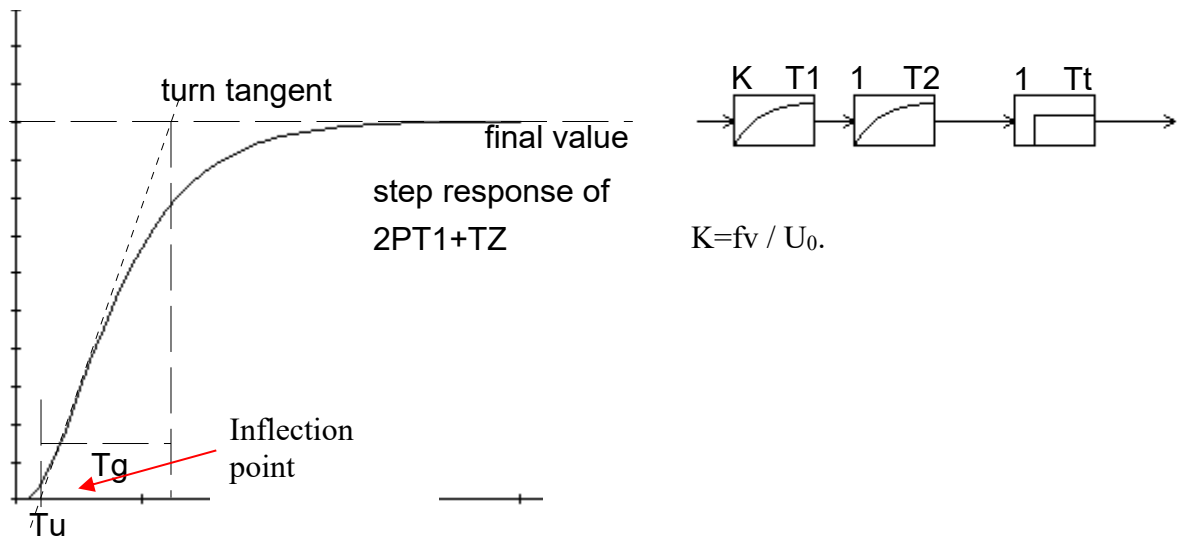 K T1 1 T2 1 Tt
turn tangent
final value
step response of
2PT1+TZ
K=fv / U₀.
Inflection
point
Tg
Tu